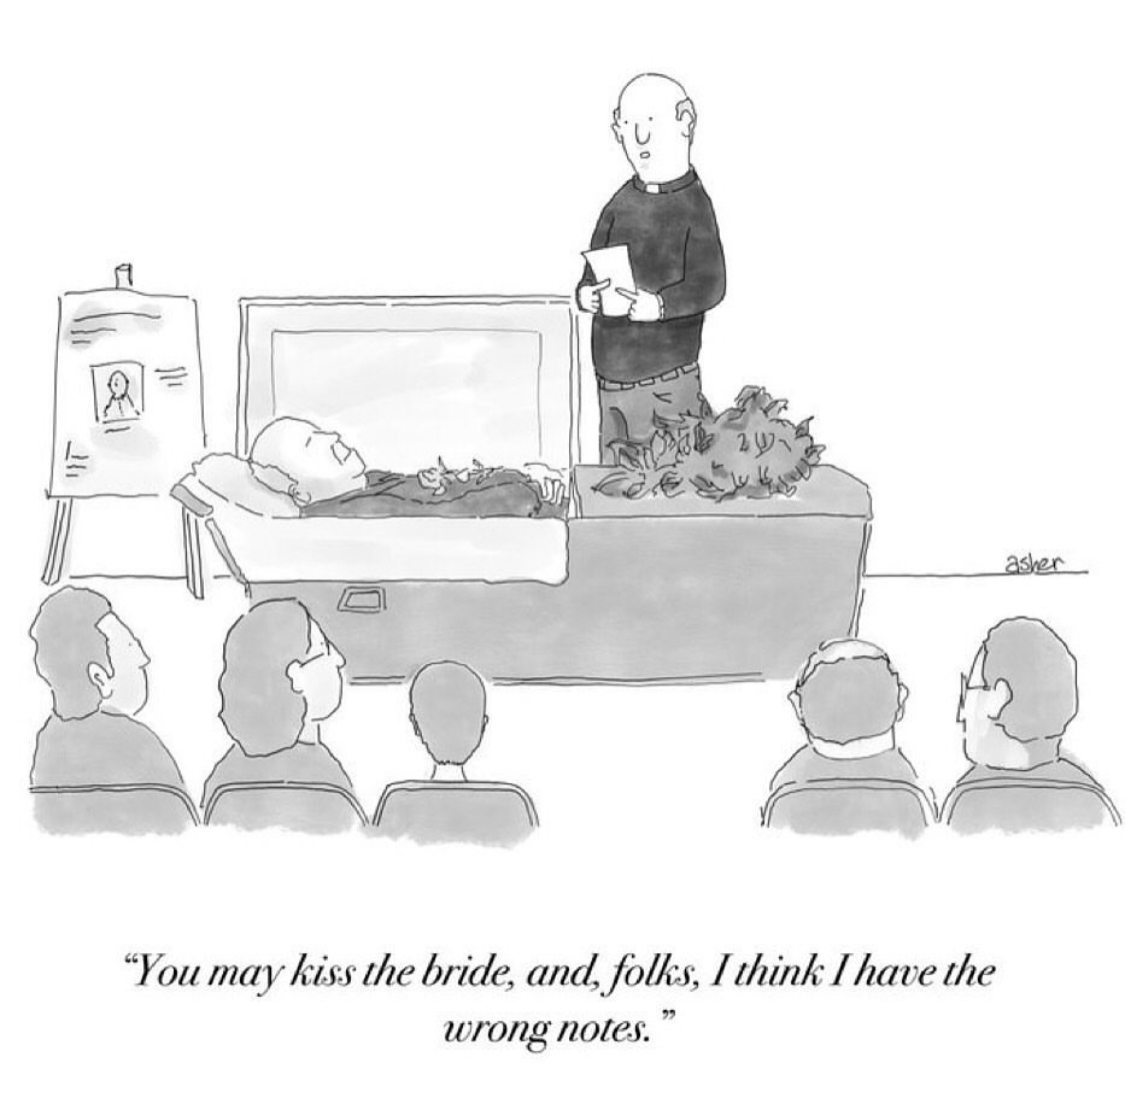 asher
“You may kiss the bride, and, folks, I think I have the
wrong notes.”